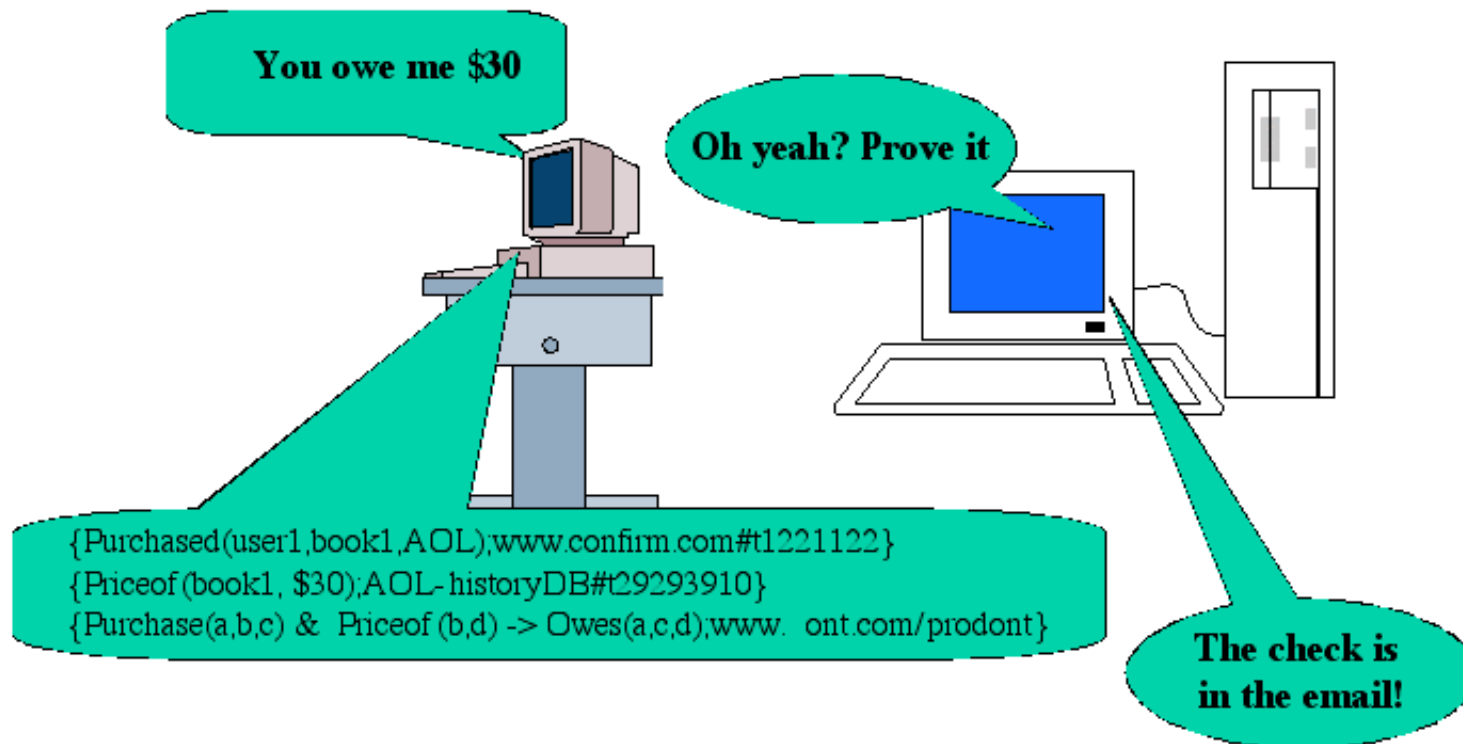 You owe me $30
Oh yeah? Prove it
{Purchased(user1,book1,AOL);www.confirm.com#t1221122}
{Priceof(book1, $30);AOL-historyDB#t29293910}
{Purchase(a,b,c) & Priceof (b,d) -> Owes(a,c,d);www. ont.com/prodont}
The check is
in the email!